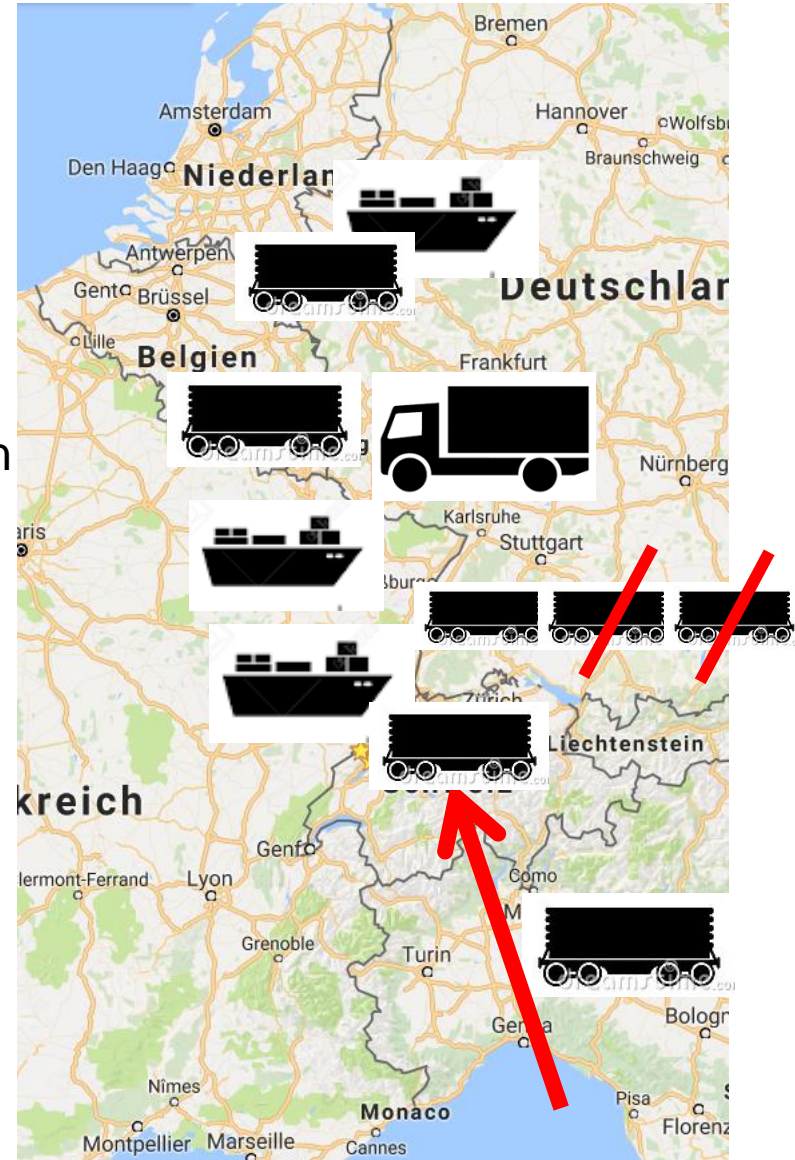 Bremen
Amsterdam
Hannover
Wolfsb
Braunschweig
Den Haag
Niederlan
Antwerpen
Gent
Brüssel
Deutschlar
Lille
Belgien
Frankfurt
n
g
Nürnberg
Karlsruhe
aris
Stuttgart
ßburg
Zürich
Liechtenstein
kreich
Genf
lermont-Ferrand
Lyon
Como
M
Grenoble
Turin
Genua
Bologn
Nîmes
Pisa
Monaco
Florenz
Montpellier
Marseille
Cannes